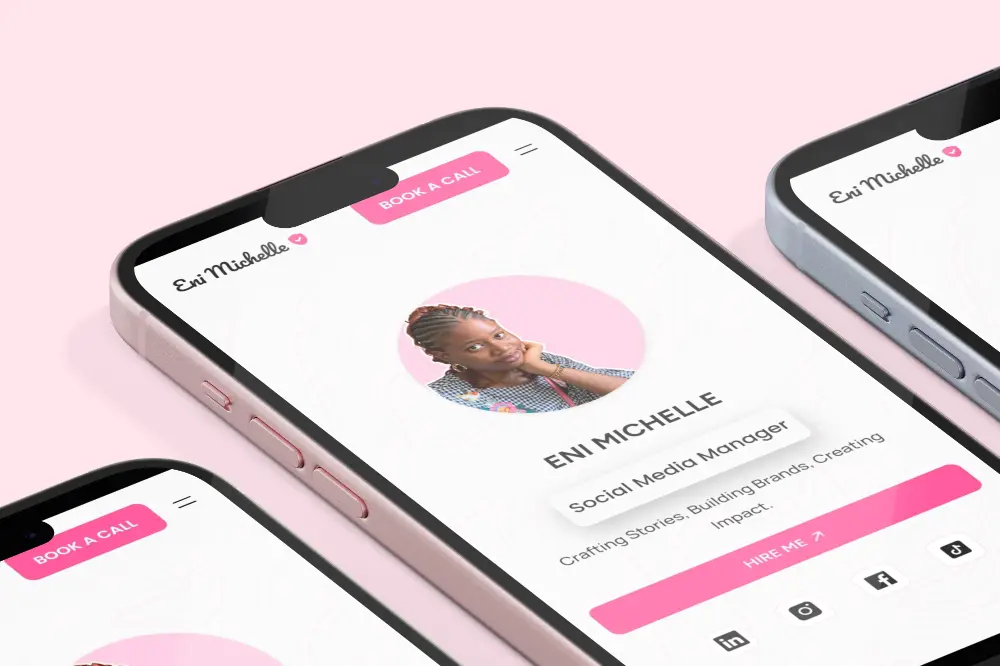 BOOK A CALL
Eni Michelle
ENI MICHELLE
Social Media Manager
Crafting Stories, Building Brands, Creating
Impact.
HIRE ME
in
Eni Michelle
BOOK A CALL